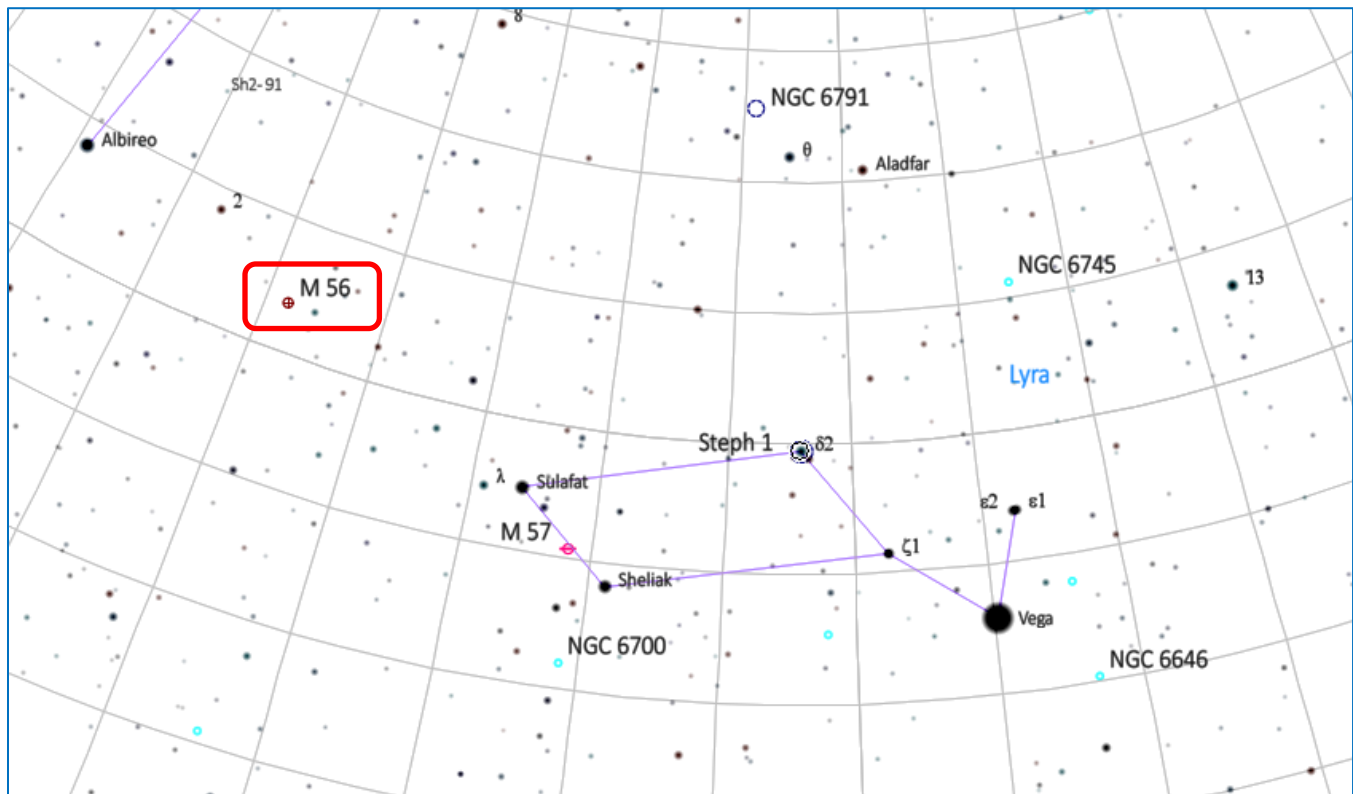 8
Sh2-91
NGC 6791
Albireo
θ
Aladfar
2
NGC 6745
M 56
13
Lyra
Steph 1
δ2
λ
Sulafat
ε2
ε1
M 57
ζ1
Sheliak
Vega
NGC 6700
NGC 6646